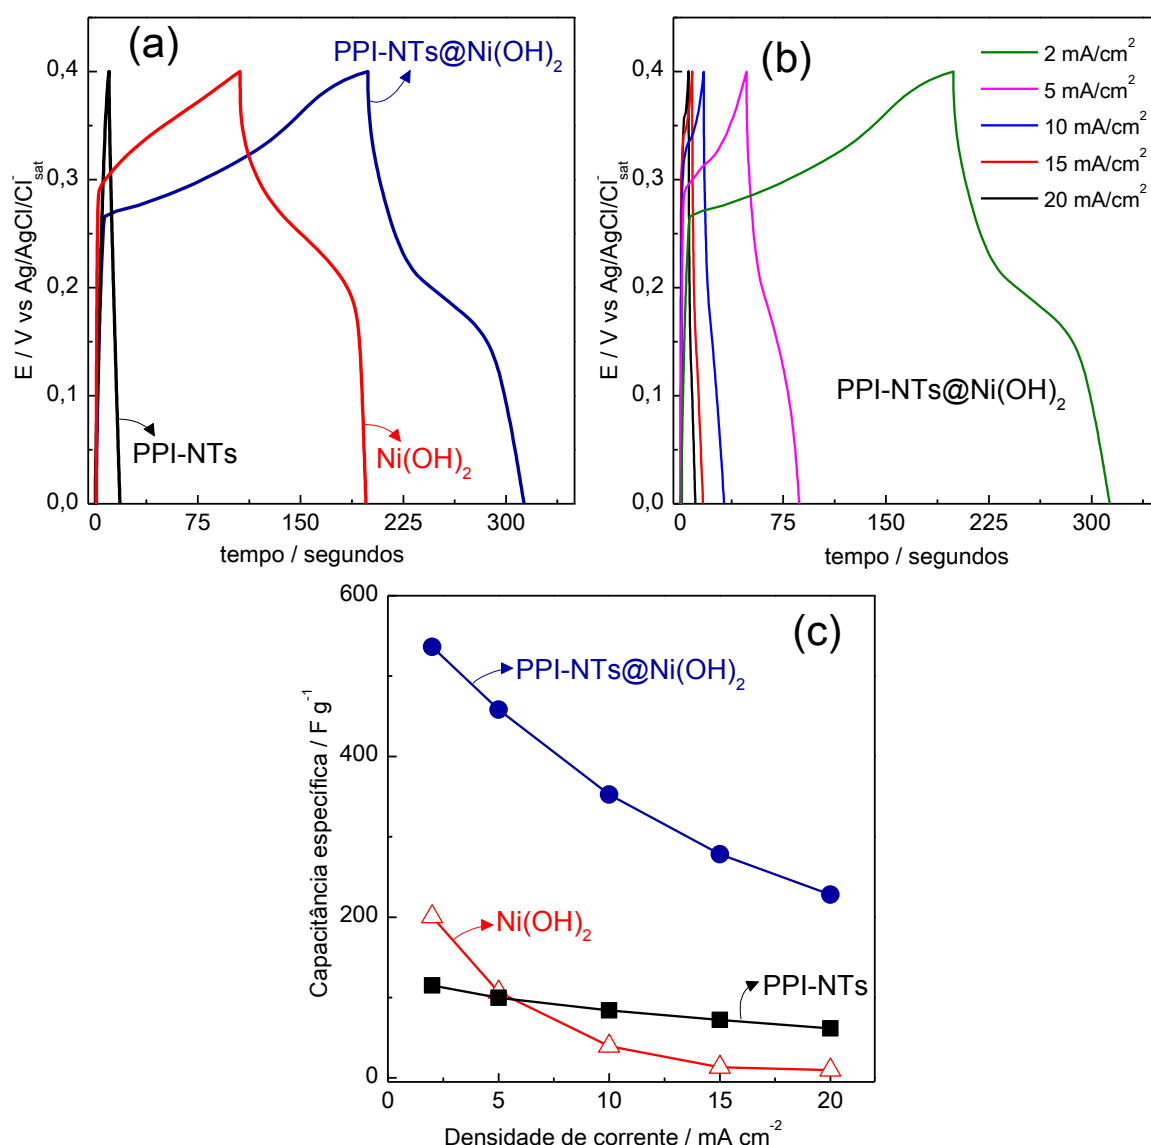 (a)
PPI-NTs@Ni(OH)2
0,4
0,3
0,2
0,1
0,0
E / V vs Ag/AgCl/Cl-sat
PPI-NTs
Ni(OH)2
0 75 150 225 300
tempo / segundos
(b)
2 mA/cm2
5 mA/cm2
10 mA/cm2
15 mA/cm2
20 mA/cm2
0,4
0,3
0,2
0,1
0,0
E / V vs Ag/AgCl/Cl-sat
PPI-NTs@Ni(OH)2
0 75 150 225 300
tempo / segundos
(c)
600
400
200
0
Capacitância específica / F g-1
PPI-NTs@Ni(OH)2
Ni(OH)2
PPI-NTs
0 5 10 15 20
Densidade de corrente / mA cm-2